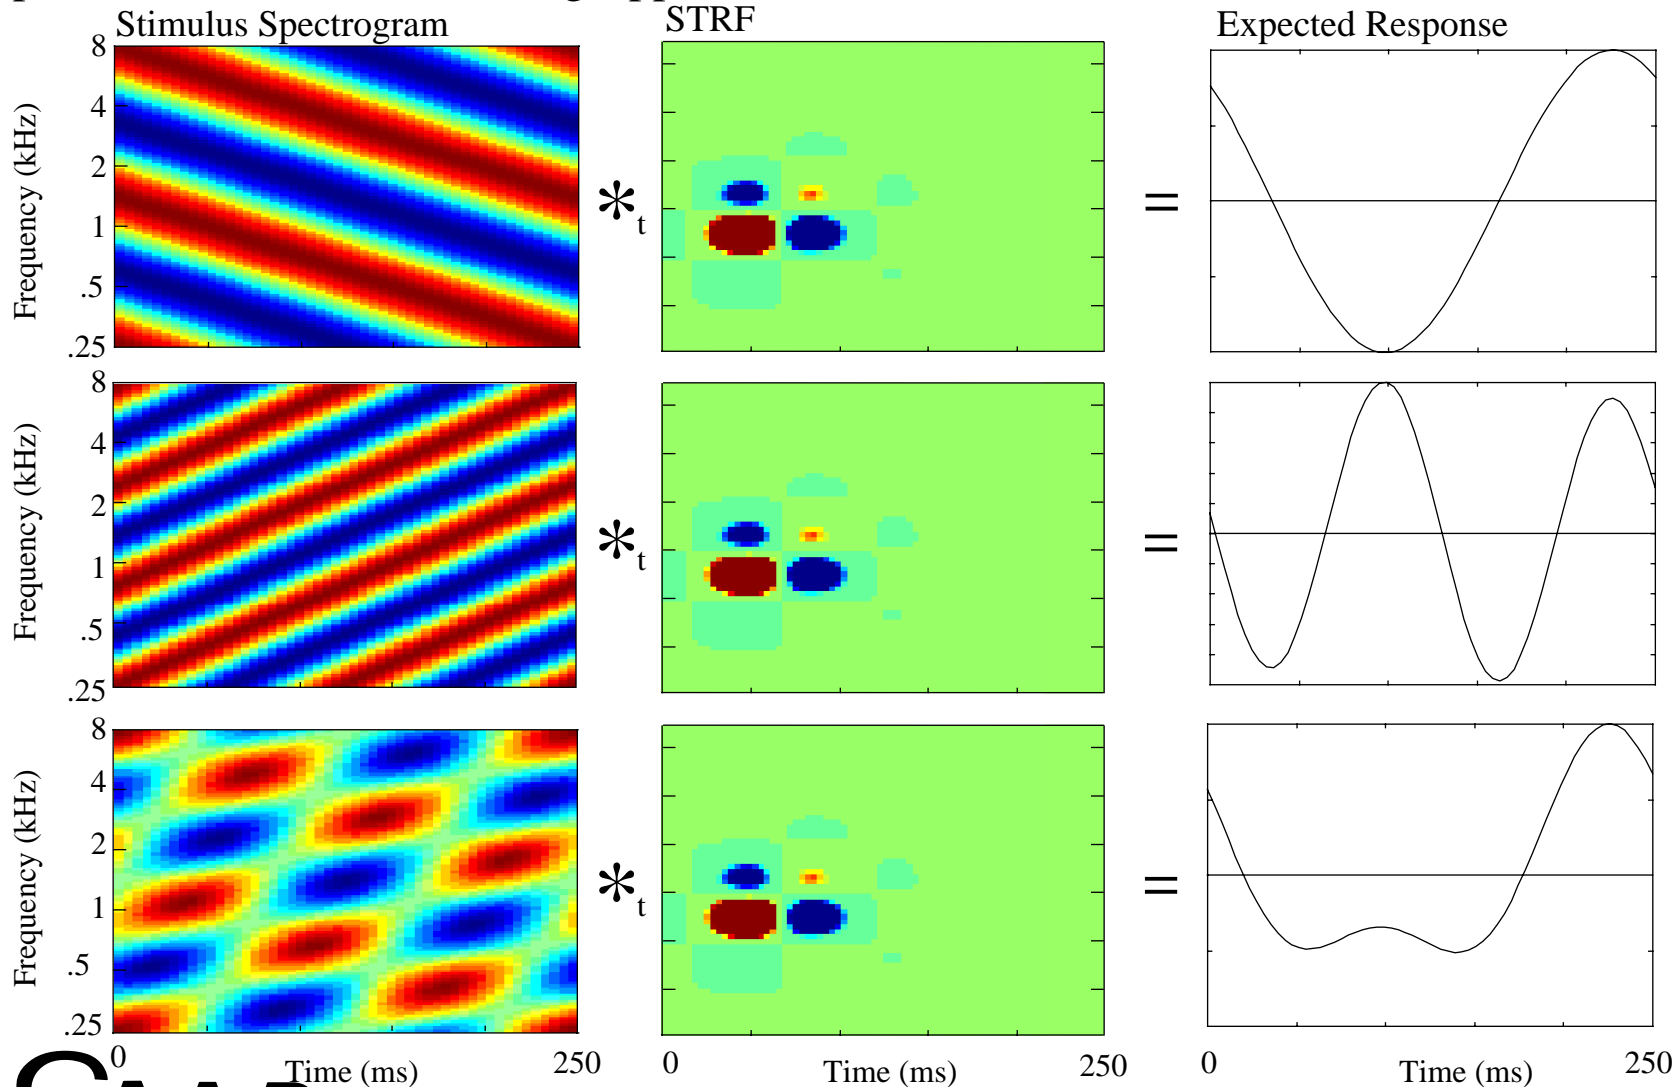 Stimulus Spectrogram
STRF
Expected Response
Frequency (kHz)
8
4
2
1
.5
.25
*t
=
Frequency (kHz)
8
4
2
1
.5
.25
*t
=
Frequency (kHz)
8
4
2
1
.5
.25
*t
=
0
Time (ms)
250
0
Time (ms)
250
0
Time (ms)
250